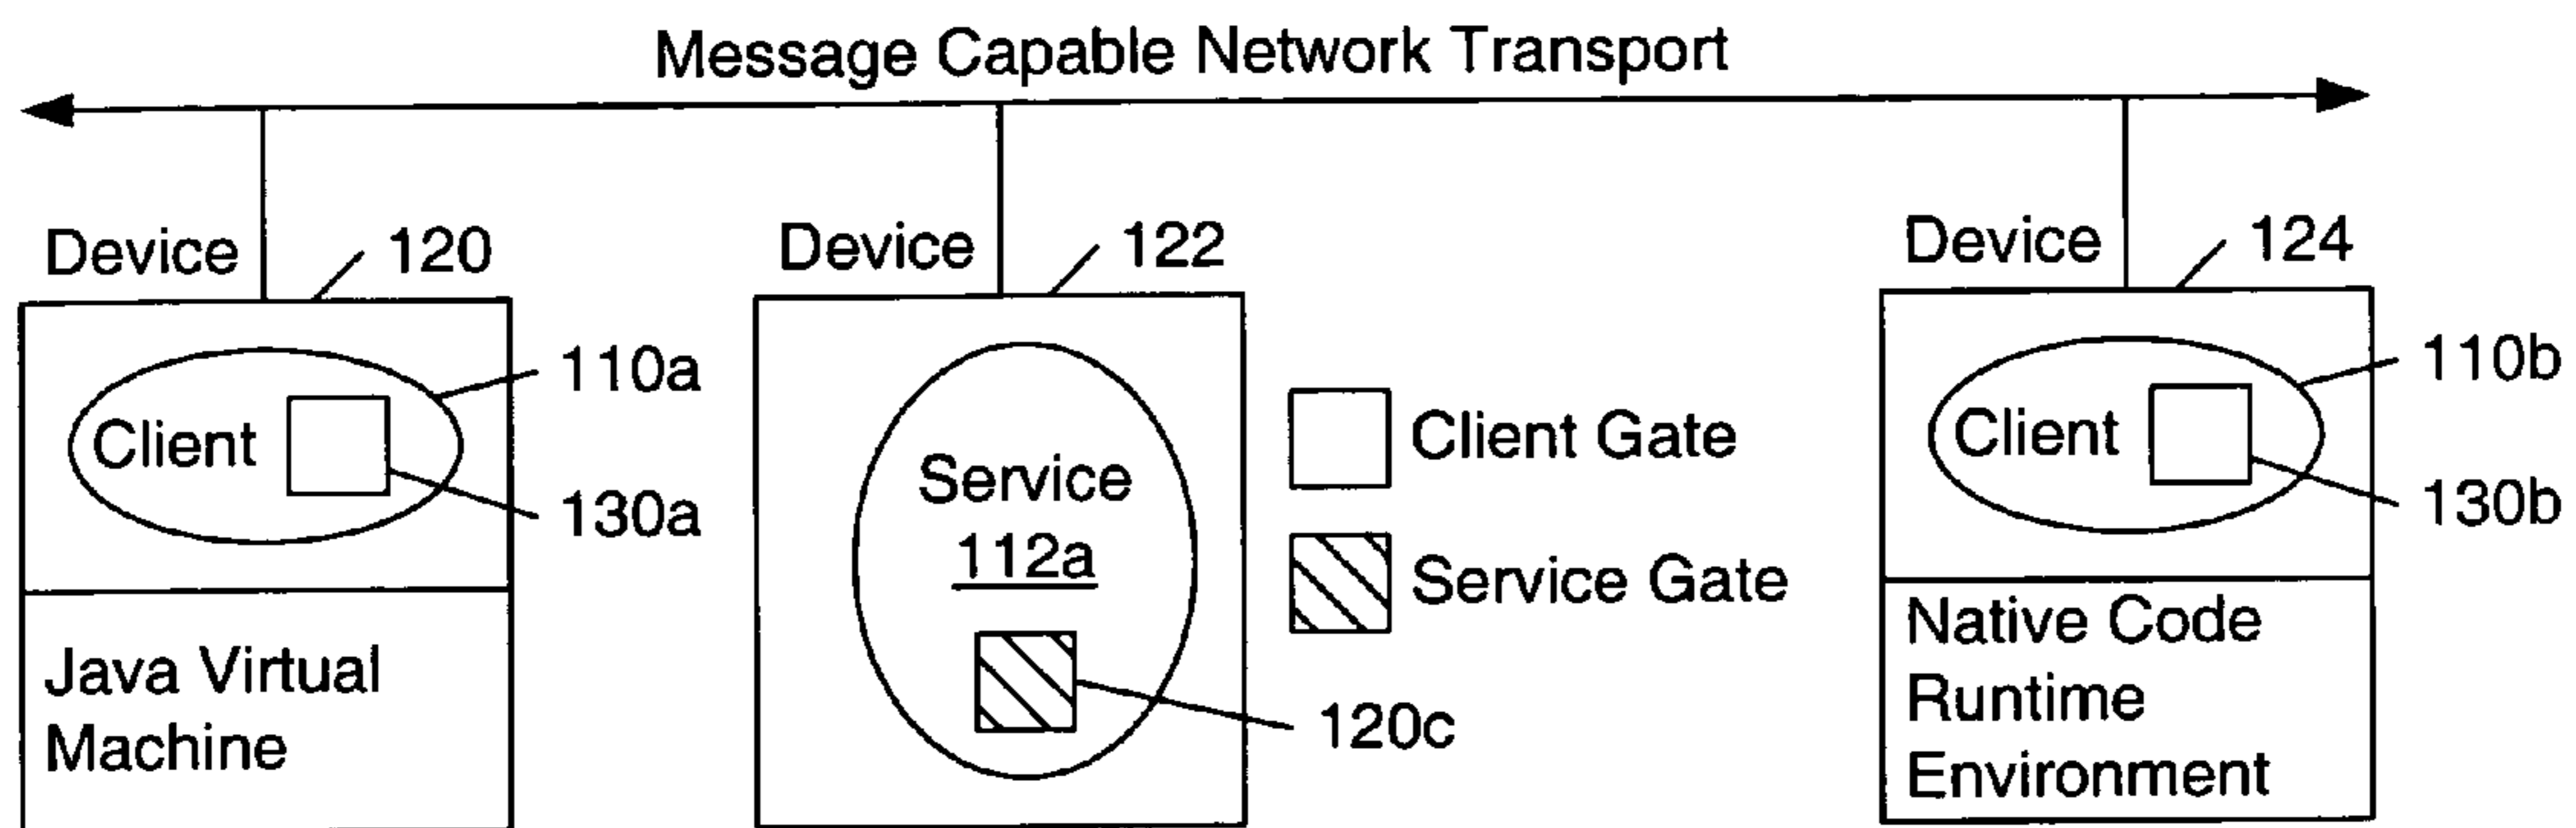 Message Capable Network Transport
Device
120
Device
122
Device
124
110a
Client
130a
Service
112a
120c
Client Gate
Service Gate
110b
Client
130b
Java Virtual
Machine
Native Code
Runtime
Environment